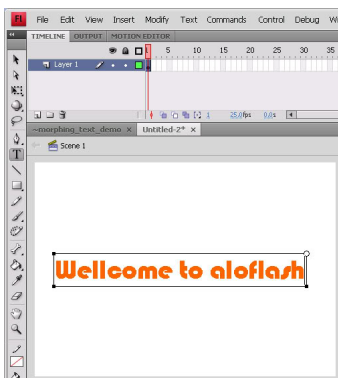 FL File Edit View Insert Modify Text Commands Control Debug
TIMELINE OUTPUT MOTION EDITOR
5 10 15 20 25 30 35
Layer 1
1 25.0fps 0.0s
~morphing_text_demo × Untitled-2* ×
Scene 1
Wellcome to aloflash